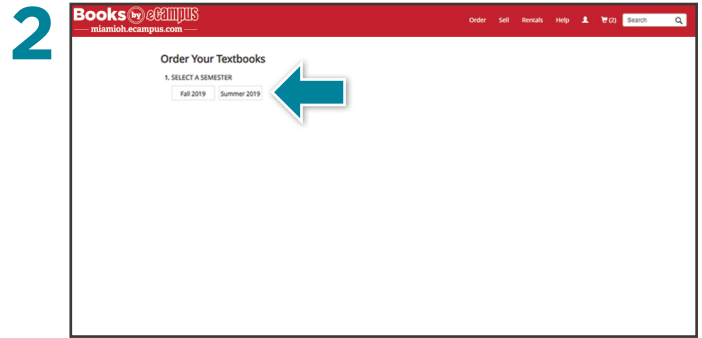 2
Books by eCampus
miamioh.ecampus.com
Order Sell Rentals Help (2) Search
Order Your Textbooks
1. SELECT A SEMESTER
Fall 2019 Summer 2019